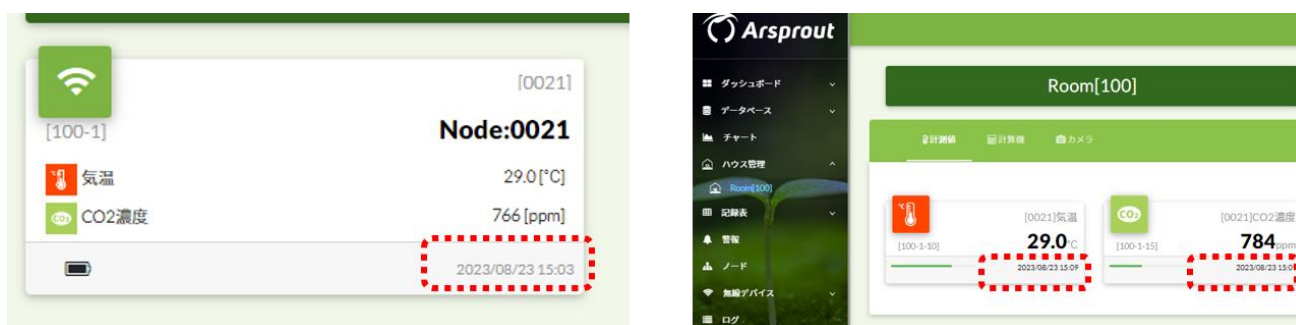 [0021]
[100-1]
Node:0021
気温
29.0 [°C]
CO2
CO2濃度
766 [ppm]
2023/08/23 15:03
Arsprout
ダッシュボード
データベース
チャート
ハウス管理
Room[100]
記録表
警報
ノード
無線デバイス
ログ
Room[100]
計測値
計算機
カメラ
℃
[0021]気温
[100-1-10]
29.0°C
2023/08/23 15:09
CO2
[0021]CO2濃度
[100-1-15]
784ppm
2023/08/23 15:0